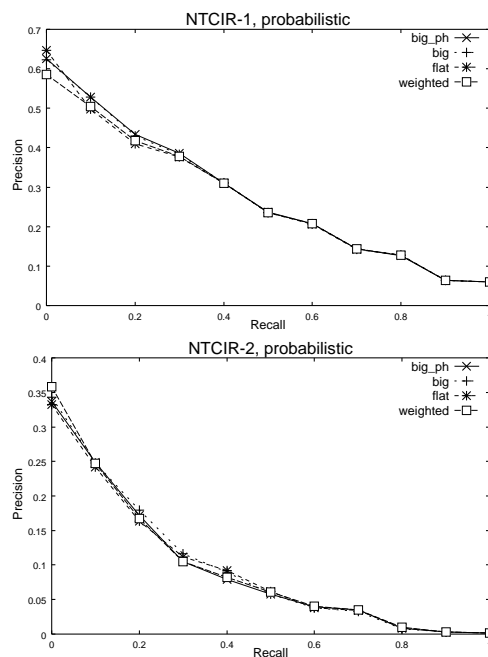 NTCIR-1, probabilistic
0.7
0.6
0.5
0.4
0.3
0.2
0.1
0
Precision
big_ph
big
flat
weighted
0
0.2
0.4
0.6
0.8
Recall
NTCIR-2, probabilistic
0.4
0.35
0.3
0.25
0.2
0.15
0.1
0.05
0
Precision
big_ph
big
flat
weighted
0
0.2
0.4
0.6
0.8
Recall